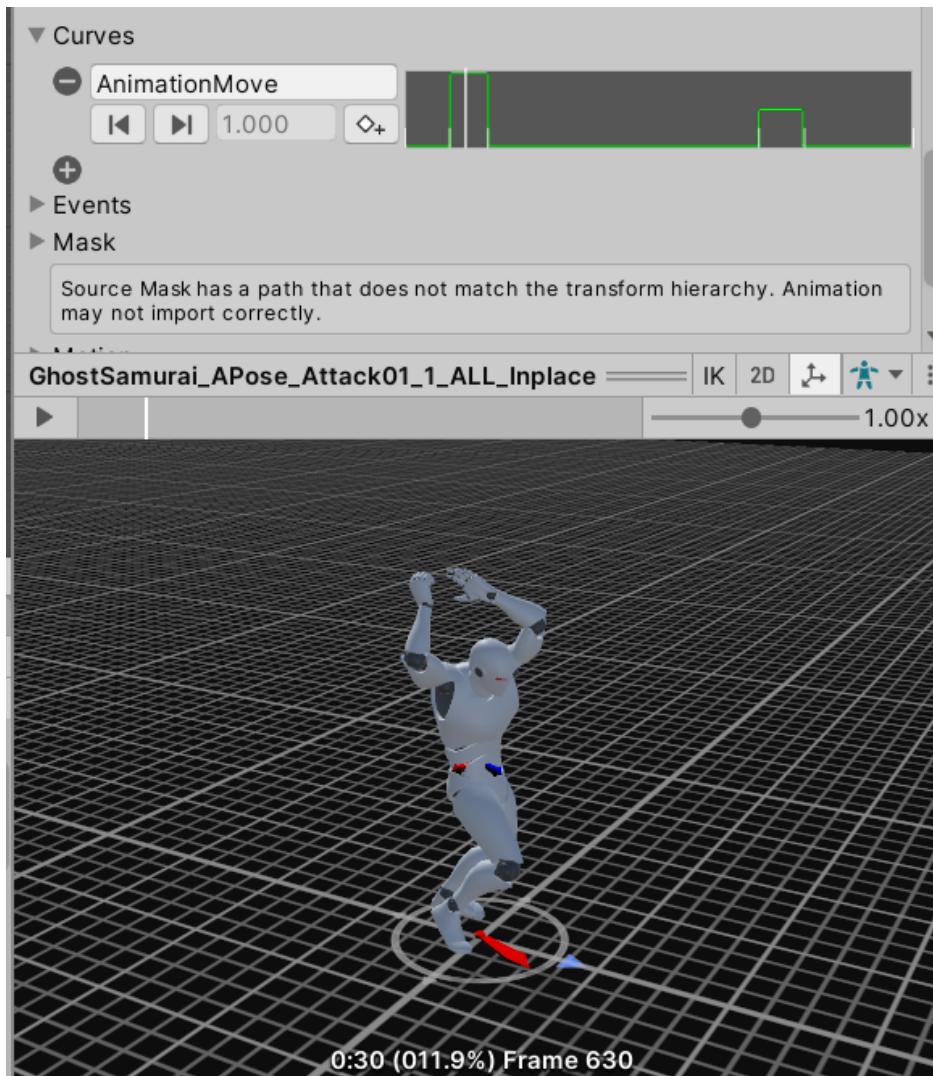 Curves
AnimationMove
1.000
Events
Mask
Source Mask has a path that does not match the transform hierarchy. Animation
may not import correctly.
GhostSamurai_APose_Attack01_1_ALL_Inplace
IK
2D
1.00x
0:30 (011.9%) Frame 630